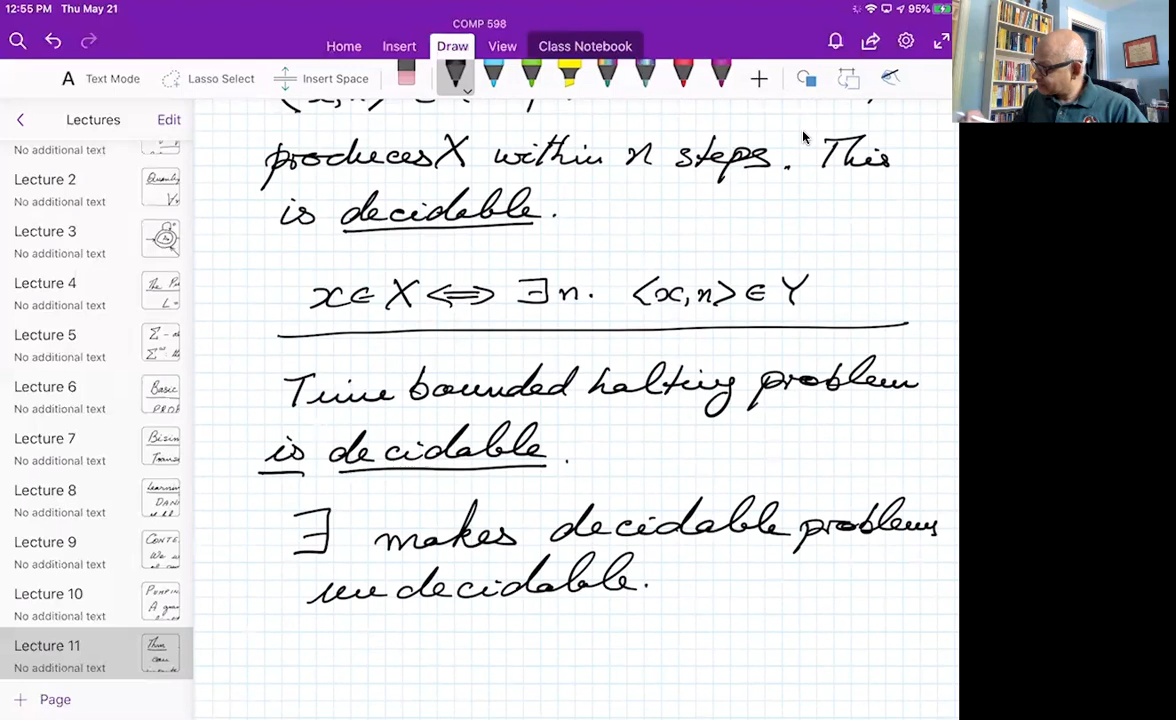 12:55 PM Thu May 21
95%
COMP 598
Home Insert Draw View Class Notebook
A Text Mode Lasso Select Insert Space
Lectures Edit
No additional text
Lecture 2
No additional text
Lecture 3
No additional text
Lecture 4
No additional text
Lecture 5
No additional text
Lecture 6
No additional text
Lecture 7
No additional text
Lecture 8
No additional text
Lecture 9
No additional text
Lecture 10
No additional text
Lecture 11
No additional text
+ Page
produces X within n steps. This
is decidable.
x ∈ X ⟺ ∃ n. ⟨x, n⟩ ∈ Y
Time bounded halting problem
is decidable.
∃ makes decidable problems
undecidable.